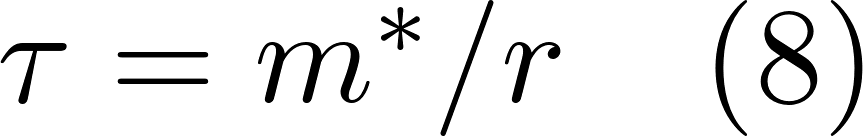 τ = m*/r (8)